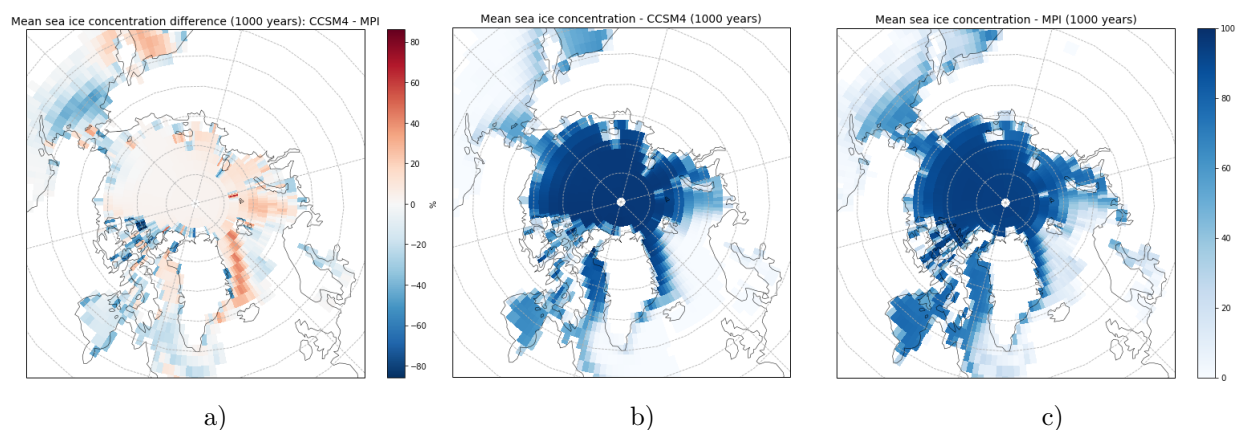 Mean sea ice concentration difference (1000 years): CCSM4 - MPI
80
60
40
20
0
−20
−40
−60
−80
%
a)
Mean sea ice concentration - CCSM4 (1000 years)
b)
Mean sea ice concentration - MPI (1000 years)
100
80
60
40
20
0
c)